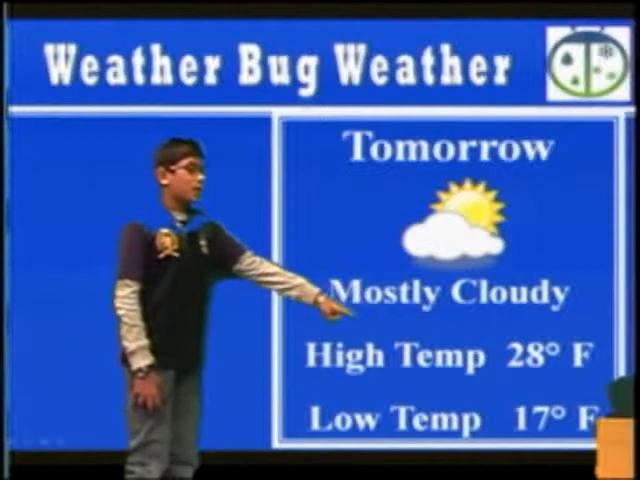 Weather Bug Weather
Tomorrow
Mostly Cloudy
High Temp 28° F
Low Temp 17° F